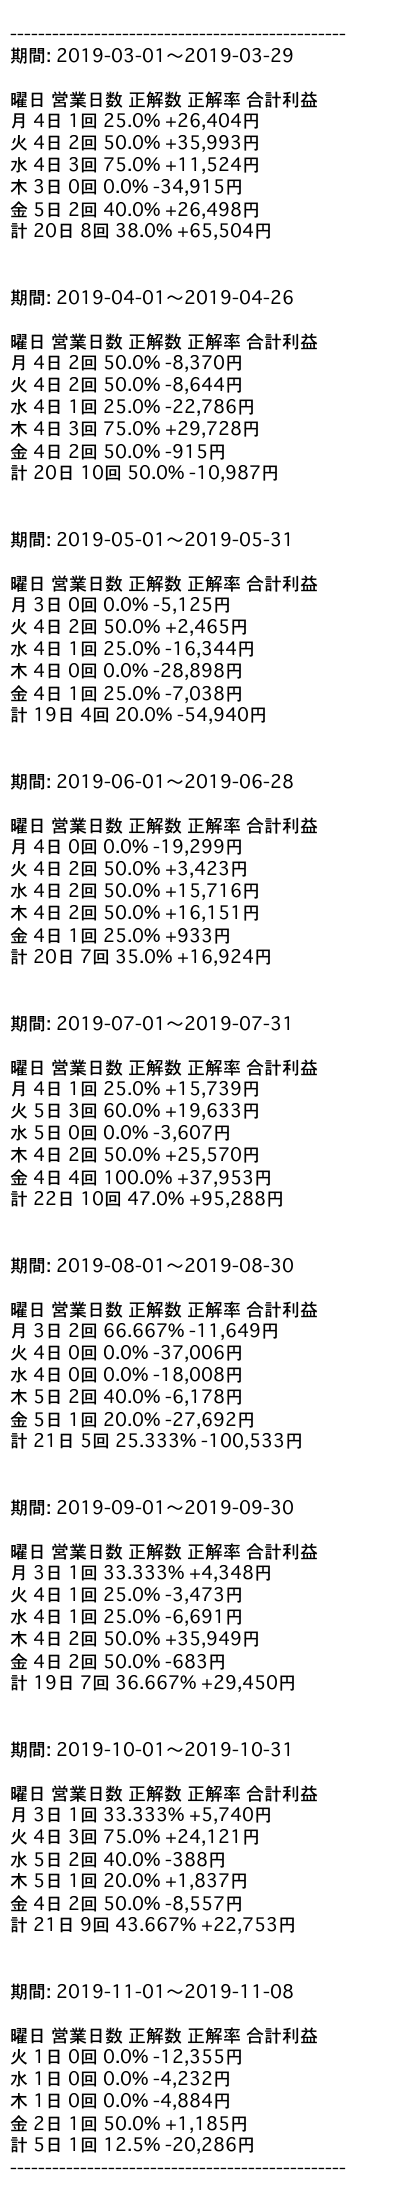 ------------------------------------------------
期間: 2019-03-01〜2019-03-29
曜日 営業日数 正解数 正解率 合計利益
月 4日 1回 25.0% +26,404円
火 4日 2回 50.0% +35,993円
水 4日 3回 75.0% +11,524円
木 3日 0回 0.0% -34,915円
金 5日 2回 40.0% +26,498円
計 20日 8回 38.0% +65,504円
期間: 2019-04-01〜2019-04-26
曜日 営業日数 正解数 正解率 合計利益
月 4日 2回 50.0% -8,370円
火 4日 2回 50.0% -8,644円
水 4日 1回 25.0% -22,786円
木 4日 3回 75.0% +29,728円
金 4日 2回 50.0% -915円
計 20日 10回 50.0% -10,987円
期間: 2019-05-01〜2019-05-31
曜日 営業日数 正解数 正解率 合計利益
月 3日 0回 0.0% -5,125円
火 4日 2回 50.0% +2,465円
水 4日 1回 25.0% -16,344円
木 4日 0回 0.0% -28,898円
金 4日 1回 25.0% -7,038円
計 19日 4回 20.0% -54,940円
期間: 2019-06-01〜2019-06-28
曜日 営業日数 正解数 正解率 合計利益
月 4日 0回 0.0% -19,299円
火 4日 2回 50.0% +3,423円
水 4日 2回 50.0% +15,716円
木 4日 2回 50.0% +16,151円
金 4日 1回 25.0% +933円
計 20日 7回 35.0% +16,924円
期間: 2019-07-01〜2019-07-31
曜日 営業日数 正解数 正解率 合計利益
月 4日 1回 25.0% +15,739円
火 5日 3回 60.0% +19,633円
水 5日 0回 0.0% -3,607円
木 4日 2回 50.0% +25,570円
金 4日 4回 100.0% +37,953円
計 22日 10回 47.0% +95,288円
期間: 2019-08-01〜2019-08-30
曜日 営業日数 正解数 正解率 合計利益
月 3日 2回 66.667% -11,649円
火 4日 0回 0.0% -37,006円
水 4日 0回 0.0% -18,008円
木 5日 2回 40.0% -6,178円
金 5日 1回 20.0% -27,692円
計 21日 5回 25.333% -100,533円
期間: 2019-09-01〜2019-09-30
曜日 営業日数 正解数 正解率 合計利益
月 3日 1回 33.333% +4,348円
火 4日 1回 25.0% -3,473円
水 4日 1回 25.0% -6,691円
木 4日 2回 50.0% +35,949円
金 4日 2回 50.0% -683円
計 19日 7回 36.667% +29,450円
期間: 2019-10-01〜2019-10-31
曜日 営業日数 正解数 正解率 合計利益
月 3日 1回 33.333% +5,740円
火 4日 3回 75.0% +24,121円
水 5日 2回 40.0% -388円
木 5日 1回 20.0% +1,837円
金 4日 2回 50.0% -8,557円
計 21日 9回 43.667% +22,753円
期間: 2019-11-01〜2019-11-08
曜日 営業日数 正解数 正解率 合計利益
火 1日 0回 0.0% -12,355円
水 1日 0回 0.0% -4,232円
木 1日 0回 0.0% -4,884円
金 2日 1回 50.0% +1,185円
計 5日 1回 12.5% -20,286円
------------------------------------------------